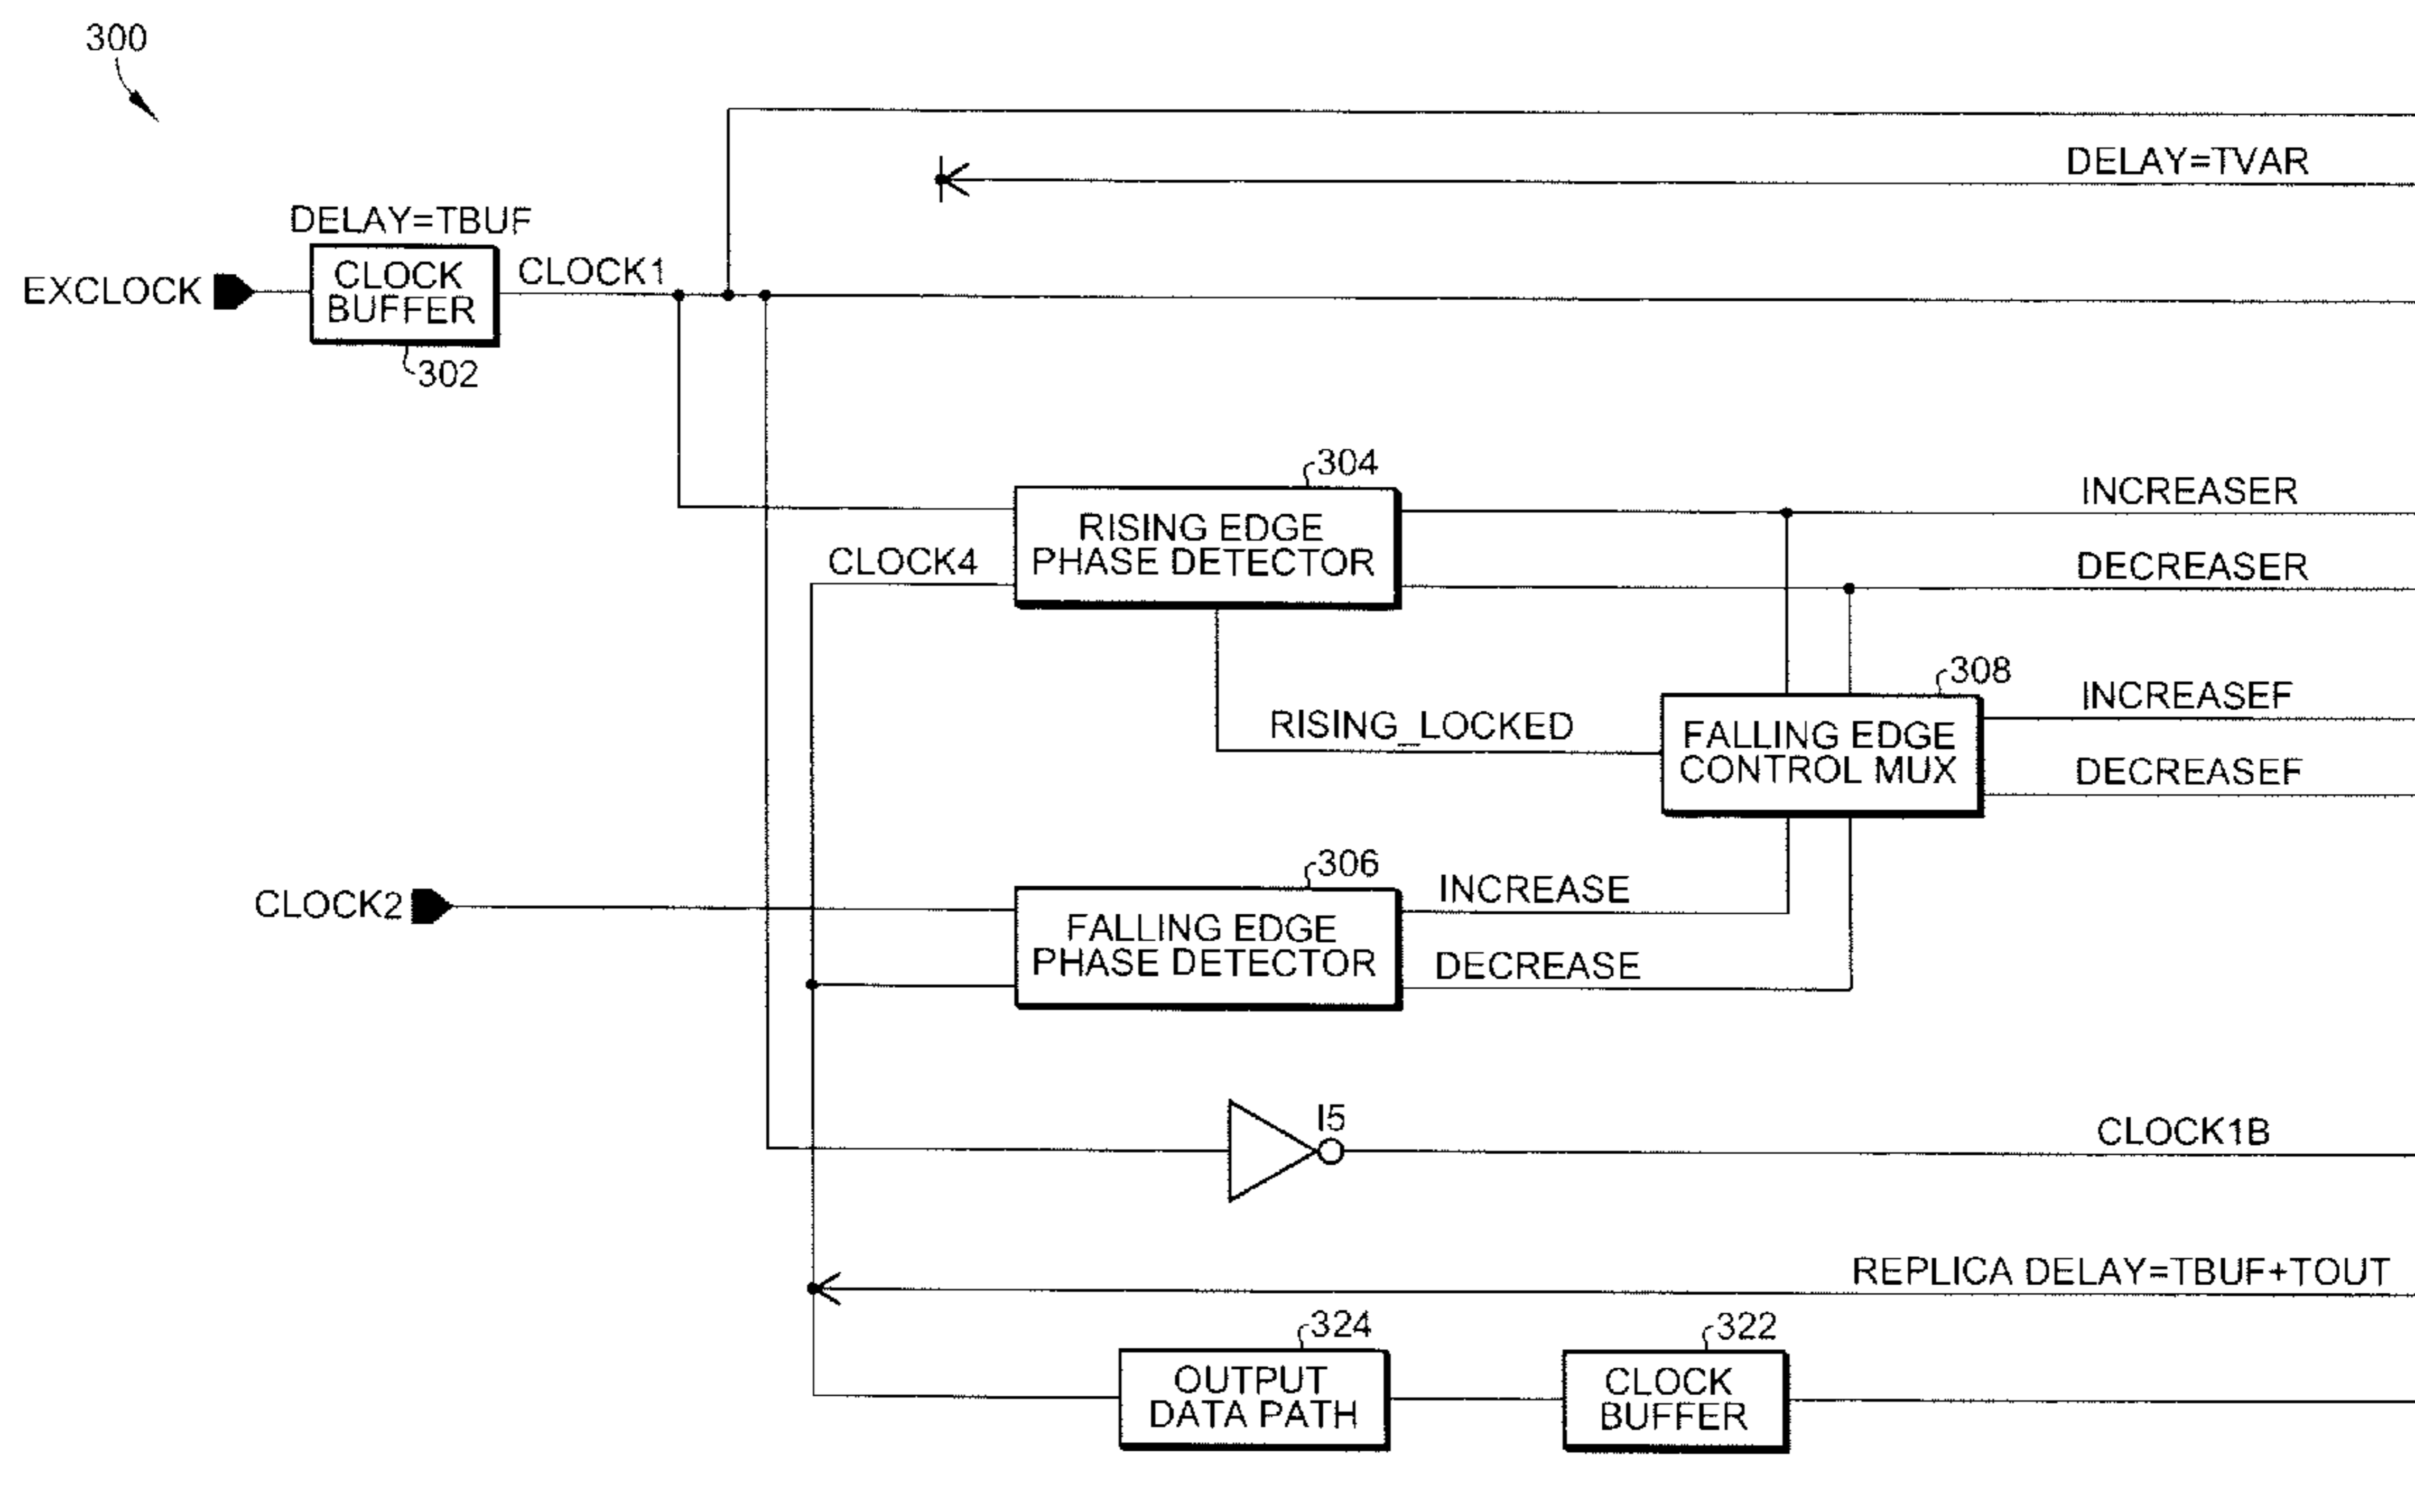 300
DELAY=TVAR
DELAY=TBUF
EXCLOCK
CLOCK
BUFFER
CLOCK1
302
304
RISING EDGE
PHASE DETECTOR
INCREASER
CLOCK4
DECREASER
308
RISING_LOCKED
FALLING EDGE
CONTROL MUX
INCREASEF
DECREASEF
306
CLOCK2
FALLING EDGE
PHASE DETECTOR
INCREASE
DECREASE
I5
CLOCK1B
REPLICA DELAY=TBUF+TOUT
324
322
OUTPUT
DATA PATH
CLOCK
BUFFER